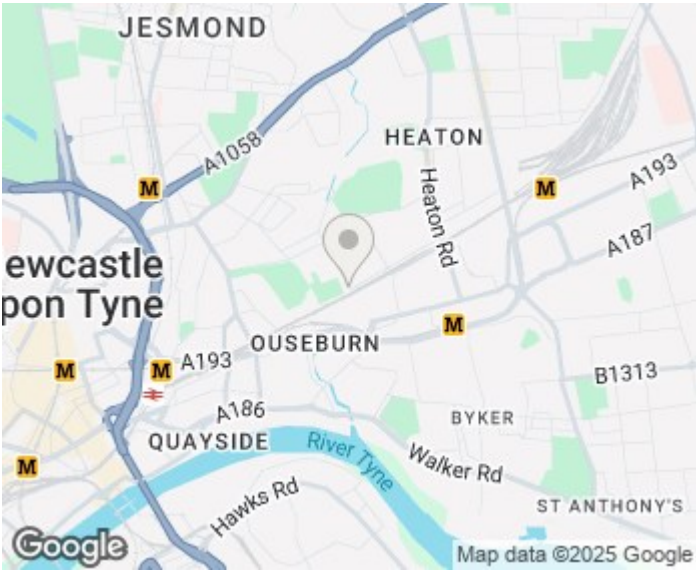 JESMOND
A1058
HEATON
M
M
A193
Heaton Rd
A187
ewcastle
pon Tyne
M
OUSEBURN
A193
M
M
B1313
A186
BYKER
QUAYSIDE
River Tyne
M
Walker Rd
Hawks Rd
ST ANTHONY'S
Google
Map data ©2025 Google